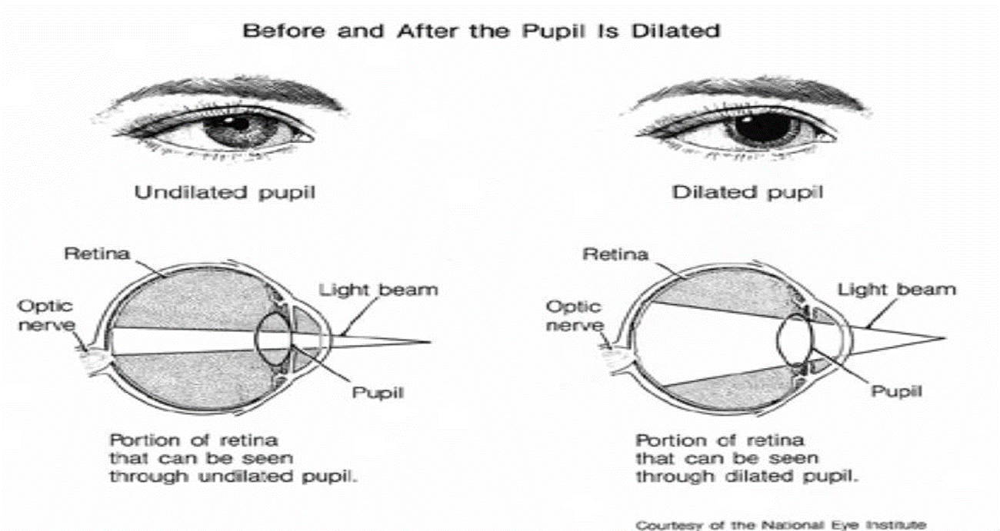 Before and After the Pupil Is Dilated
Undilated pupil
Dilated pupil
Retina
Light beam
Optic
nerve
Pupil
Portion of retina
that can be seen
through undilated pupil.
Retina
Light beam
Optic
nerve
Pupil
Portion of retina
that can be seen
through dilated pupil.
Courtesy of the National Eye Institute